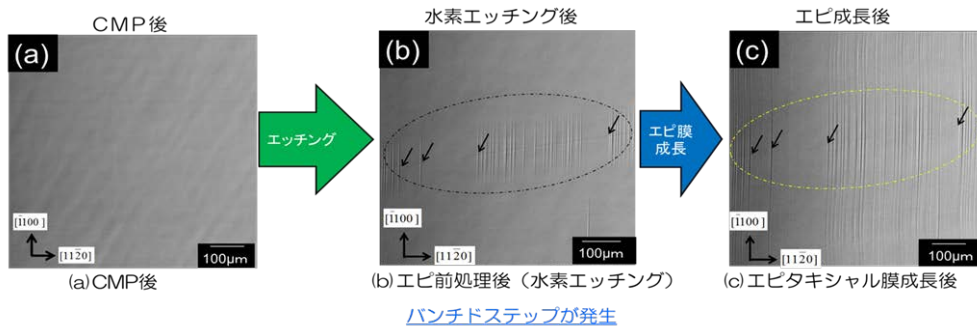 CMP後
水素エッチング後
エピ成長後
(a)
(b)
(c)
エッチング
エピ膜
成長
[1̄100]
[112̄0]
100μm
[1̄100]
[112̄0]
100μm
[1̄100]
[112̄0]
100μm
(a)CMP後
(b)エピ前処理後（水素エッチング）
(c)エピタキシャル膜成長後
バンチドステップが発生